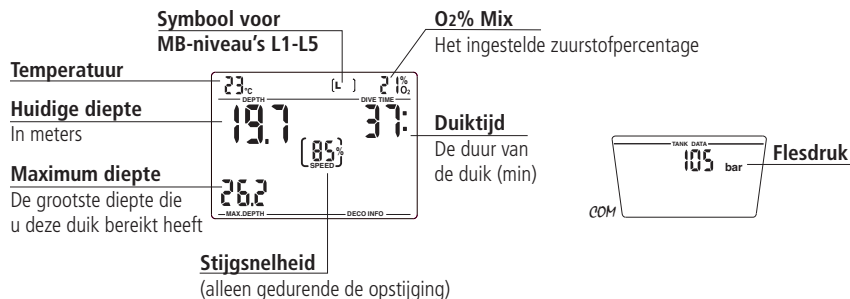 Symbool voor
MB-niveau's L1-L5
O2% Mix
Het ingestelde zuurstofpercentage
Temperatuur
23°C
[L ]
21%O2
DEPTH
DIVE TIME
Huidige diepte
In meters
19.7
37:
Duiktijd
De duur van
de duik (min)
85%
SPEED
Maximum diepte
De grootste diepte die
u deze duik bereikt heeft
26.2
MAX.DEPTH
DECO INFO
Stijgsnelheid
(alleen gedurende de opstijging)
TANK DATA
105 bar
Flesdruk
COM